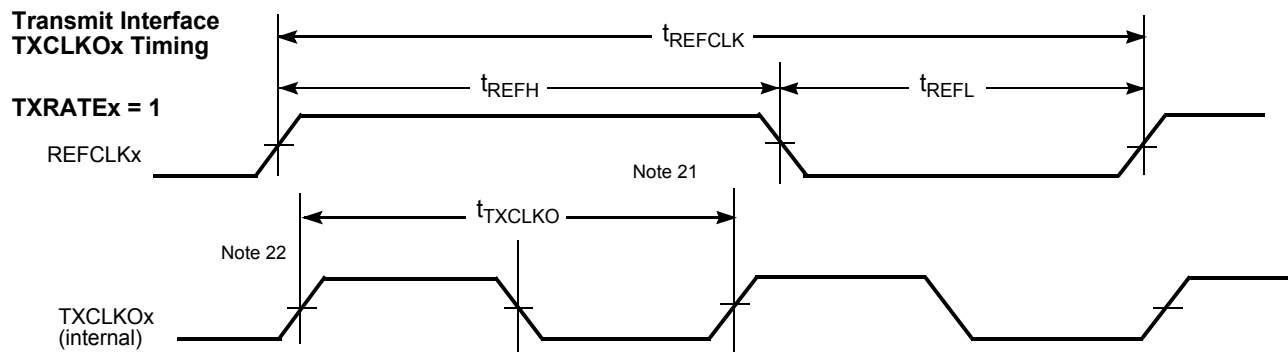 Transmit Interface
TXCLKOx Timing
tREFCLK
tREFH
tREFL
TXRATEx = 1
REFCLKx
Note 21
tTXCLKO
Note 22
TXCLKOx
(internal)